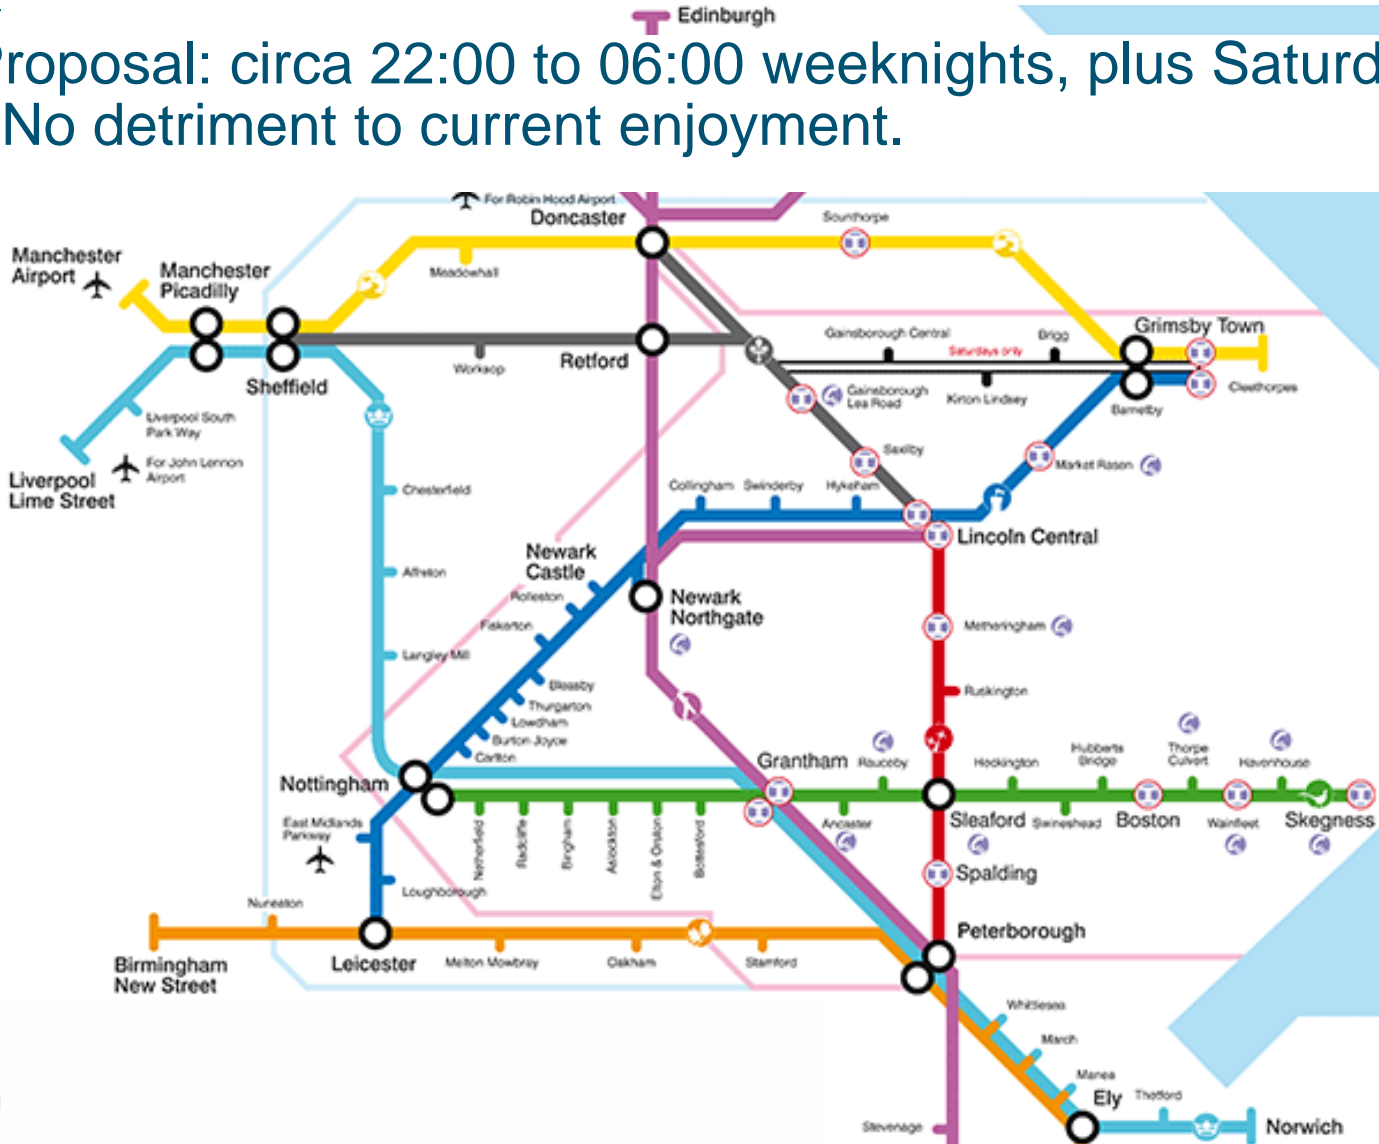 Edinburgh
Proposal: circa 22:00 to 06:00 weeknights, plus Saturd
No detriment to current enjoyment.
For Robin Hood Airport
Doncaster
Scunthorpe
Manchester
Airport
Manchester
Picadilly
Meadowhall
Grimsby Town
Gainsborough Central
Brigg
Saturdays only
Retford
Worksop
Sheffield
Gainsborough
Lea Road
Kirton Lindsey
Cleethorpes
Barnetby
Liverpool South
Park Way
Saxilby
Market Rasen
For John Lennon
Airport
Liverpool
Lime Street
Chesterfield
Collingham
Swinderby
Hykeham
Lincoln Central
Newark
Castle
Alfreton
Rolleston
Newark
Northgate
Fiskerton
Metheringham
Langley Mill
Bleasby
Ruskington
Thurgarton
Lowdham
Burton Joyce
Carlton
Grantham
Rauceby
Heckington
Hubberts
Bridge
Thorpe
Culvert
Havenhouse
Nottingham
East Midlands
Parkway
Netherfield
Radcliffe
Bingham
Aslockton
Elton & Orston
Bottesford
Ancaster
Sleaford
Swineshead
Boston
Wainfleet
Skegness
Loughborough
Spalding
Nuneaton
Peterborough
Birmingham
New Street
Leicester
Melton Mowbray
Oakham
Stamford
Whittlesea
March
Manea
Ely
Thetford
Norwich
Stevenage